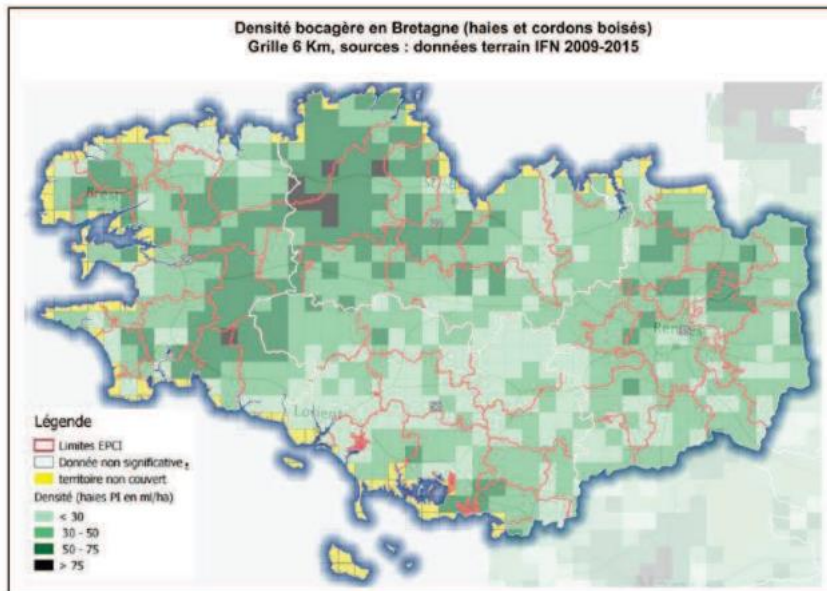 Densité bocagère en Bretagne (haies et cordons boisés)
Grille 6 Km, sources : données terrain IFN 2009-2015
Brest
Rennes
Lorient
Légende
Limites EPCI
Donnée non significative
territoire non couvert
Densité (haies PI en ml/ha)
< 30
30 - 50
50 - 75
> 75